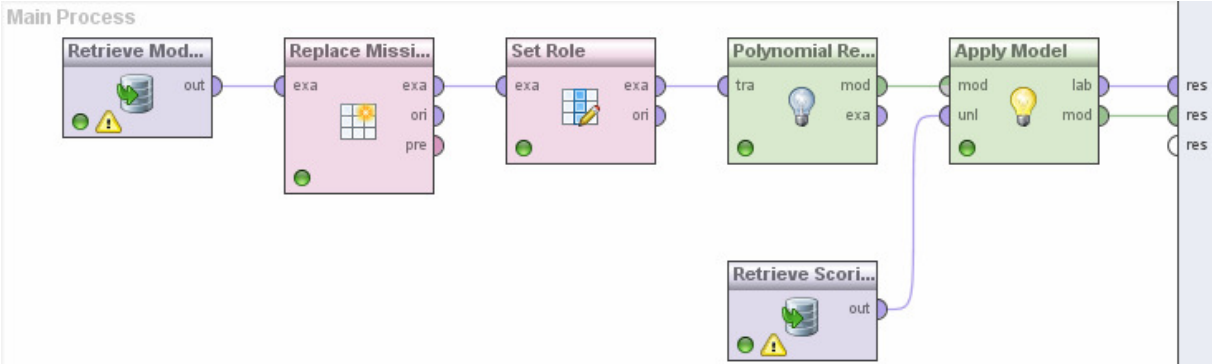 Main Process
Retrieve Mod...
out
Replace Missi...
exa exa
ori
pre
Set Role
exa exa
ori
Polynomial Re...
tra mod
exa
Apply Model
mod lab
unl mod
res
res
res
Retrieve Scori...
out